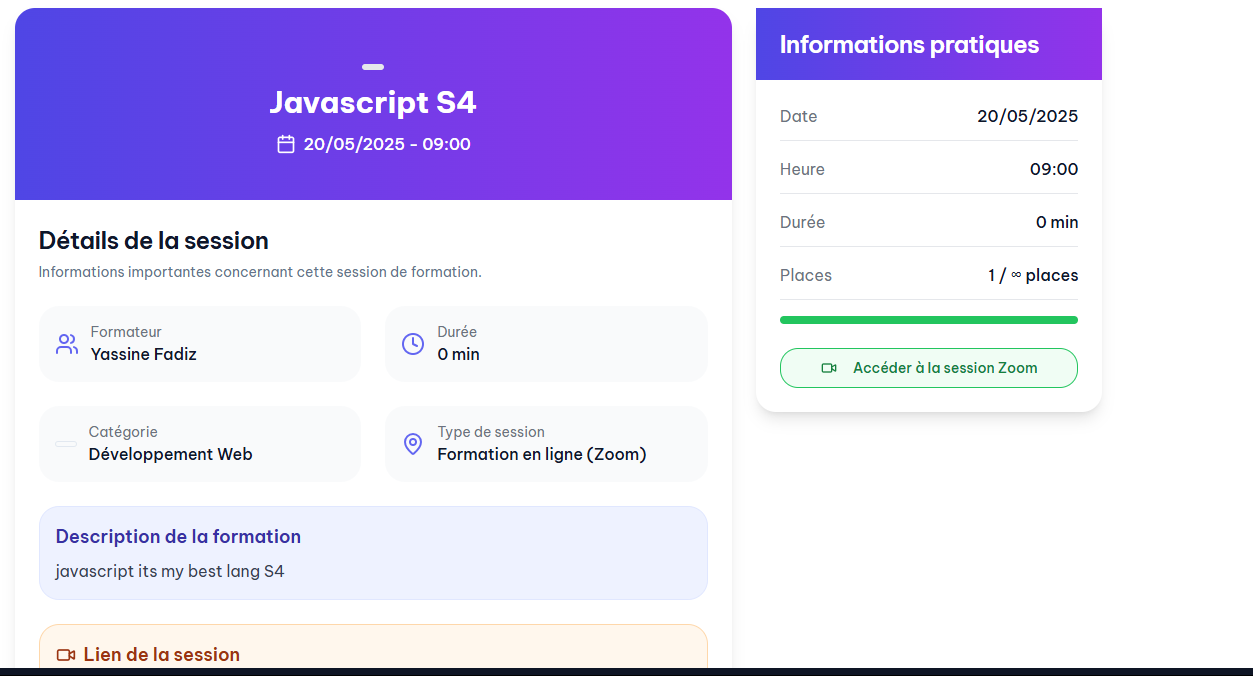 Javascript S4
20/05/2025 - 09:00
Détails de la session
Informations importantes concernant cette session de formation.
Formateur
Yassine Fadiz
Durée
0 min
Catégorie
Développement Web
Type de session
Formation en ligne (Zoom)
Description de la formation
javascript its my best lang S4
Lien de la session
Informations pratiques
Date 20/05/2025
Heure 09:00
Durée 0 min
Places 1 / ∞ places
Accéder à la session Zoom